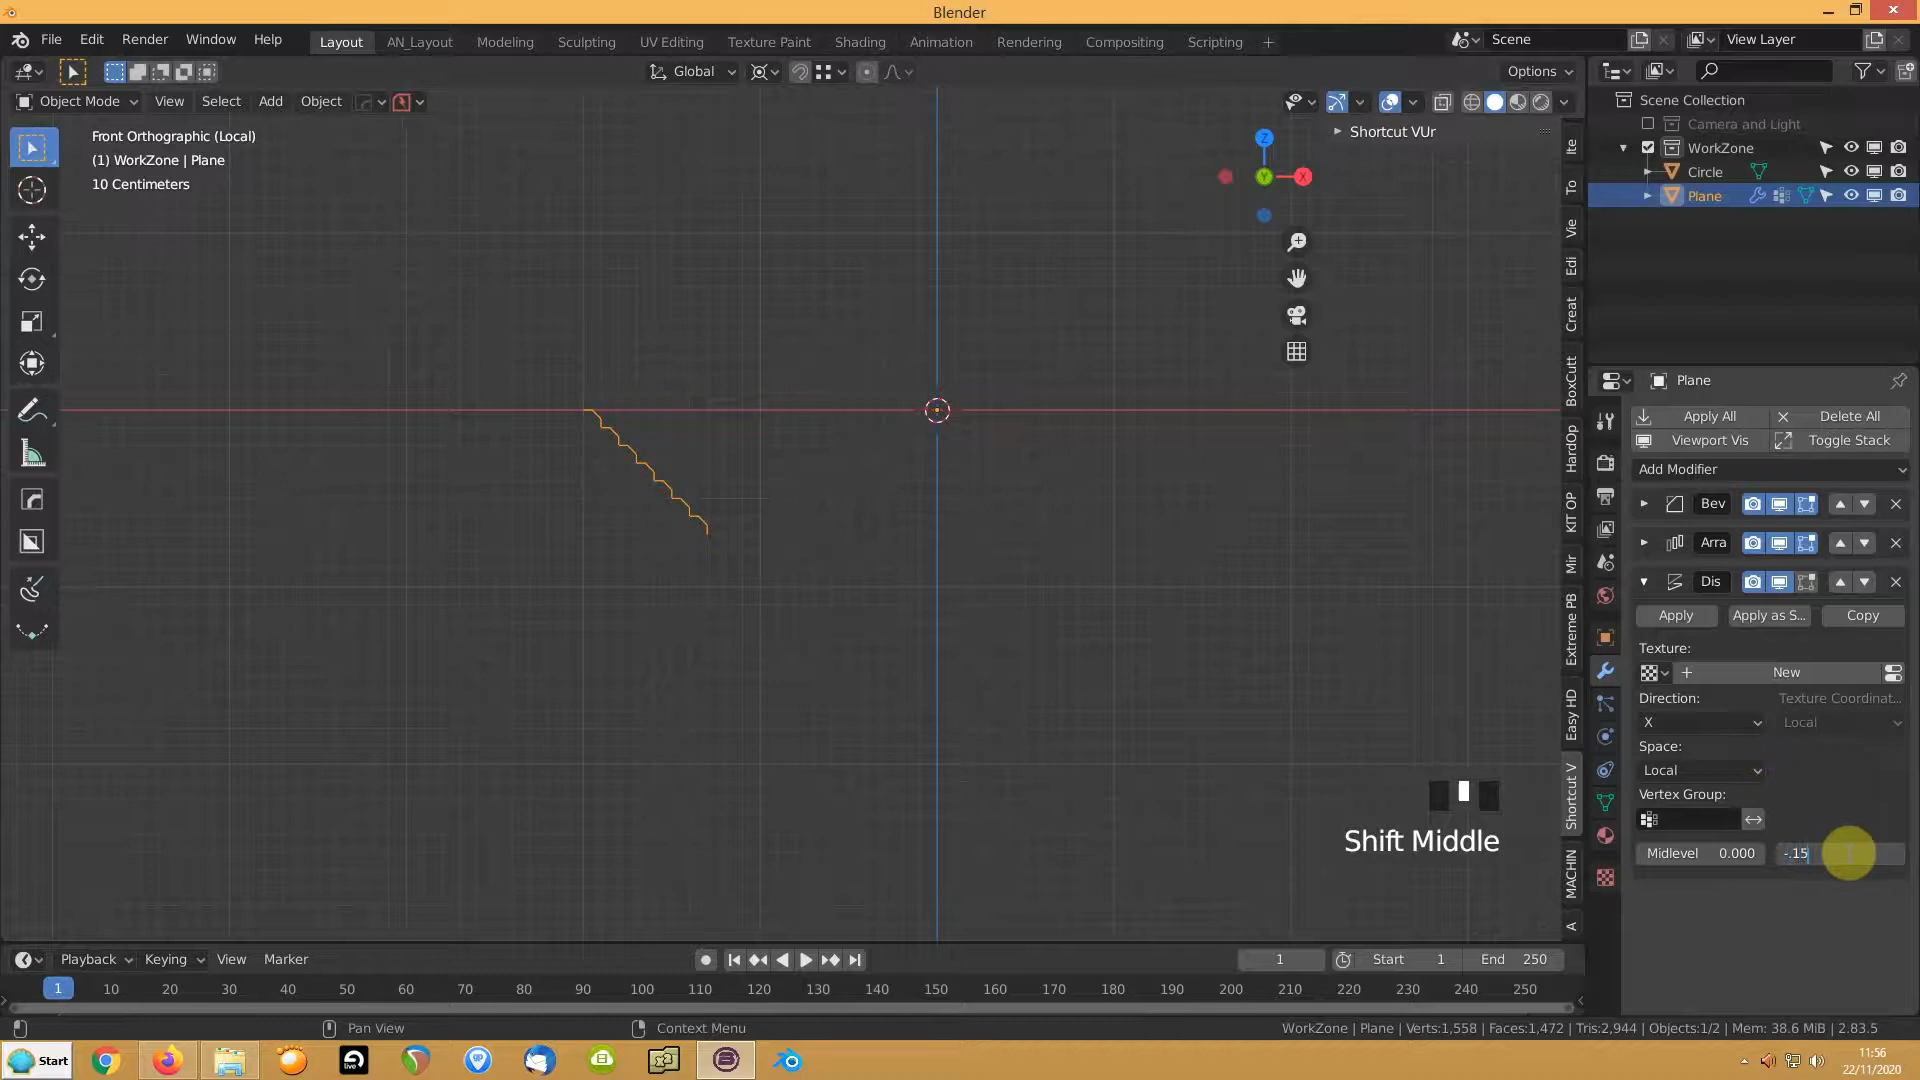 Blender
File Edit Render Window Help
Layout AN_Layout Modeling Sculpting UV Editing Texture Paint Shading Animation Rendering Compositing Scripting +
Scene
View Layer
Global
Options
Object Mode View Select Add Object
Front Orthographic (Local)
(1) WorkZone | Plane
10 Centimeters
Shortcut VUr
Z
Y
X
Ite
To
Vie
Edi
Creat
BoxCutt
HardOp
KIT OP
Mir
Extreme PB
Easy HD
Shortcut V
MACHIN
A
Scene Collection
Camera and Light
WorkZone
Circle
Plane
Plane
Apply All Delete All
Viewport Vis Toggle Stack
Add Modifier
Bev
Arra
Dis
Apply Apply as S... Copy
Texture:
New
Direction: Texture Coordinat...
X Local
Space:
Local
Vertex Group:
Midlevel 0.000 -.15
Shift Middle
Playback Keying View Marker
1 Start 1 End 250
1 10 20 30 40 50 60 70 80 90 100 110 120 130 140 150 160 170 180 190 200 210 220 230 240 250
Pan View Context Menu
WorkZone | Plane | Verts:1,558 | Faces:1,472 | Tris:2,944 | Objects:1/2 | Mem: 38.6 MiB | 2.83.5
Start
live
11:56
22/11/2020